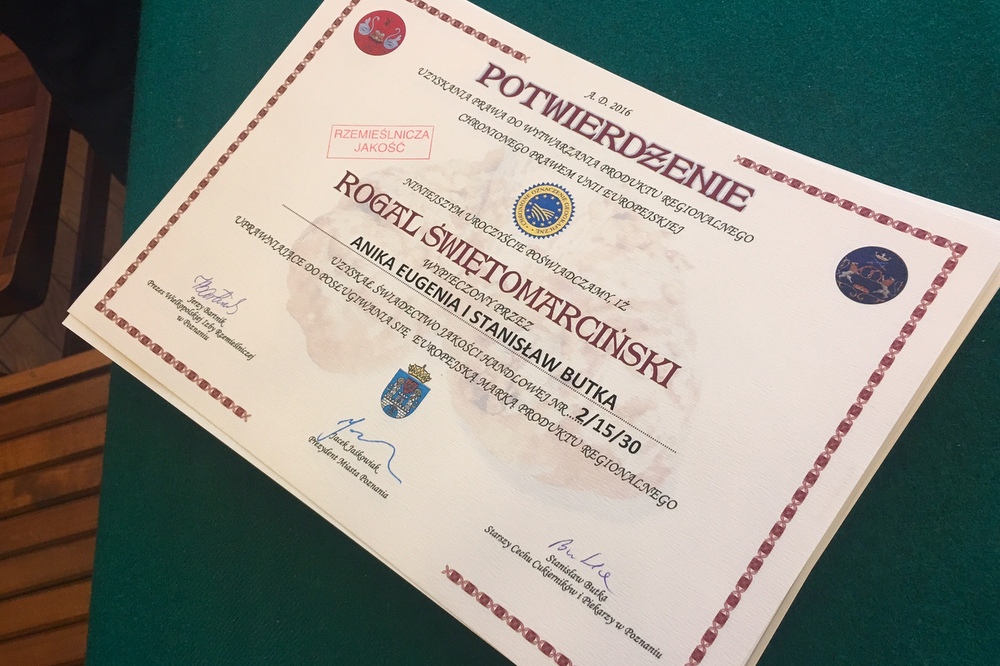 A. D. 2016
POTWIERDZENIE
UZYSKANIA PRAWA DO WYTWARZANIA PRODUKTU REGIONALNEGO
CHRONIONEGO PRAWEM UNII EUROPEJSKIEJ
RZEMIEŚLNICZA
JAKOŚĆ
NINIEJSZYM UROCZYŚCIE POŚWIADCZAMY, IŻ
ROGAL ŚWIĘTOMARCIŃSKI
WYPIECZONY PRZEZ
ANIKA EUGENIA I STANISŁAW BUTKA
UZYSKAŁ ŚWIADECTWO JAKOŚCI HANDLOWEJ NR...2/15/30
UPRAWNIAJĄCE DO POSŁUGIWANIA SIĘ EUROPEJSKĄ MARKĄ PRODUKTU REGIONALNEGO
Jerzy Bartnik
Prezes Wielkopolskiej Izby Rzemieślniczej
w Poznaniu
Jacek Jaśkowiak
Prezydent Miasta Poznania
Stanisław Butka
Starszy Cechu Cukierników i Piekarzy w Poznaniu